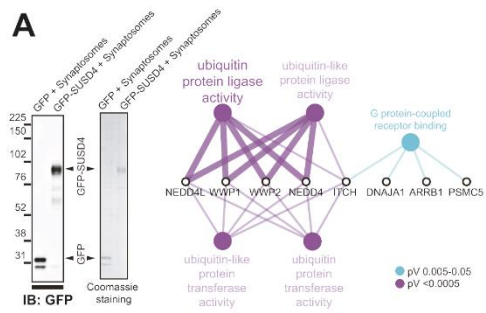 A
GFP + Synaptosomes
GFP-SUSD4 + Synaptosomes
GFP + Synaptosomes
GFP-SUSD4 + Synaptosomes
225
150
102
76
52
38
31
GFP-SUSD4
GFP
IB: GFP
Coomassie
staining
ubiquitin
protein ligase
activity
ubiquitin-like
protein ligase
activity
G protein-coupled
receptor binding
NEDD4L
WWP1
WWP2
NEDD4
ITCH
DNAJA1
ARRB1
PSMC5
ubiquitin-like
protein
transferase
activity
ubiquitin
protein
transferase
activity
pV 0.005-0.05
pV <0.0005